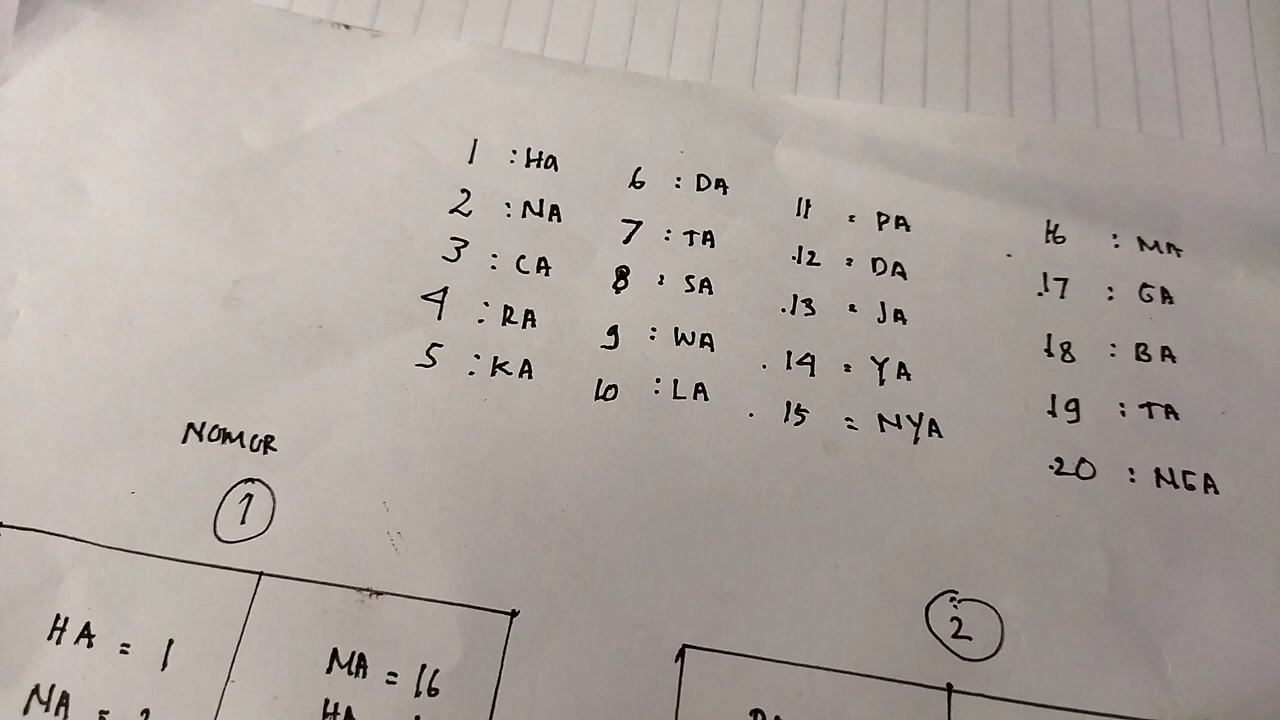 1 : Ha
2 : NA
3 : CA
4 : RA
5 : KA
6 : DA
7 : TA
8 : SA
9 : WA
10 : LA
11 = PA
.12 = DA
.13 = JA
.14 = YA
.15 = NYA
16 : MA
.17 : GA
18 : BA
19 : TA
.20 : NGA
NOMOR
1
HA = 1
MA = 16
2